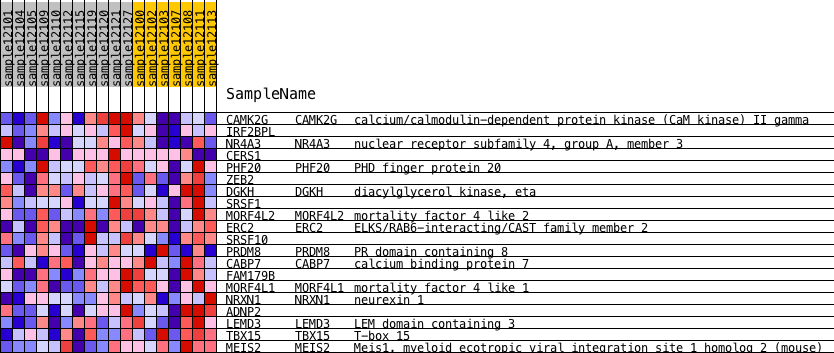 sample12101
sample12104
sample12105
sample12109
sample12110
sample12112
sample12115
sample12119
sample12120
sample12121
sample12127
sample12100
sample12102
sample12103
sample12107
sample12108
sample12111
sample12113
SampleName
CAMK2G CAMK2G calcium/calmodulin-dependent protein kinase (CaM kinase) II gamma
IRF2BPL
NR4A3 NR4A3 nuclear receptor subfamily 4, group A, member 3
CERS1
PHF20 PHF20 PHD finger protein 20
ZEB2
DGKH DGKH diacylglycerol kinase, eta
SRSF1
MORF4L2 MORF4L2 mortality factor 4 like 2
ERC2 ERC2 ELKS/RAB6-interacting/CAST family member 2
SRSF10
PRDM8 PRDM8 PR domain containing 8
CABP7 CABP7 calcium binding protein 7
FAM179B
MORF4L1 MORF4L1 mortality factor 4 like 1
NRXN1 NRXN1 neurexin 1
ADNP2
LEMD3 LEMD3 LEM domain containing 3
TBX15 TBX15 T-box 15
MEIS2 MEIS2 Meis1, myeloid ecotropic viral integration site 1 homolog 2 (mouse)